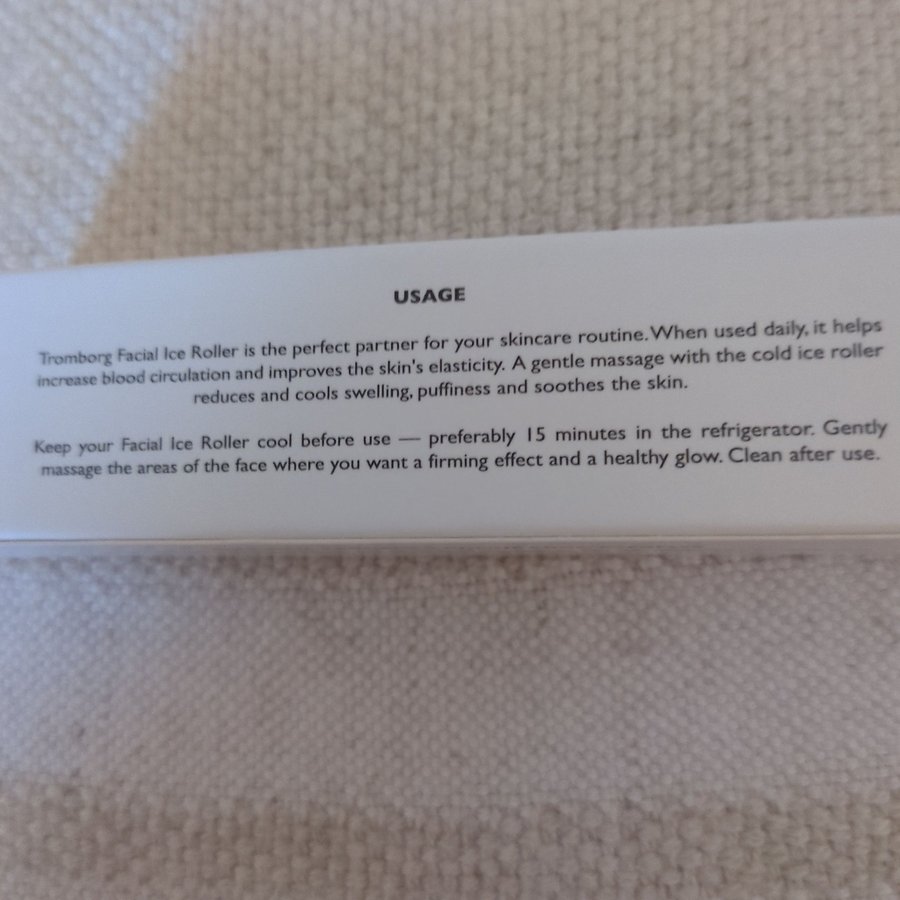 USAGE
Tromborg Facial Ice Roller is the perfect partner for your skincare routine. When used daily, it helps
increase blood circulation and improves the skin's elasticity. A gentle massage with the cold ice roller
reduces and cools swelling, puffiness and soothes the skin.
Keep your Facial Ice Roller cool before use — preferably 15 minutes in the refrigerator. Gently
massage the areas of the face where you want a firming effect and a healthy glow. Clean after use.